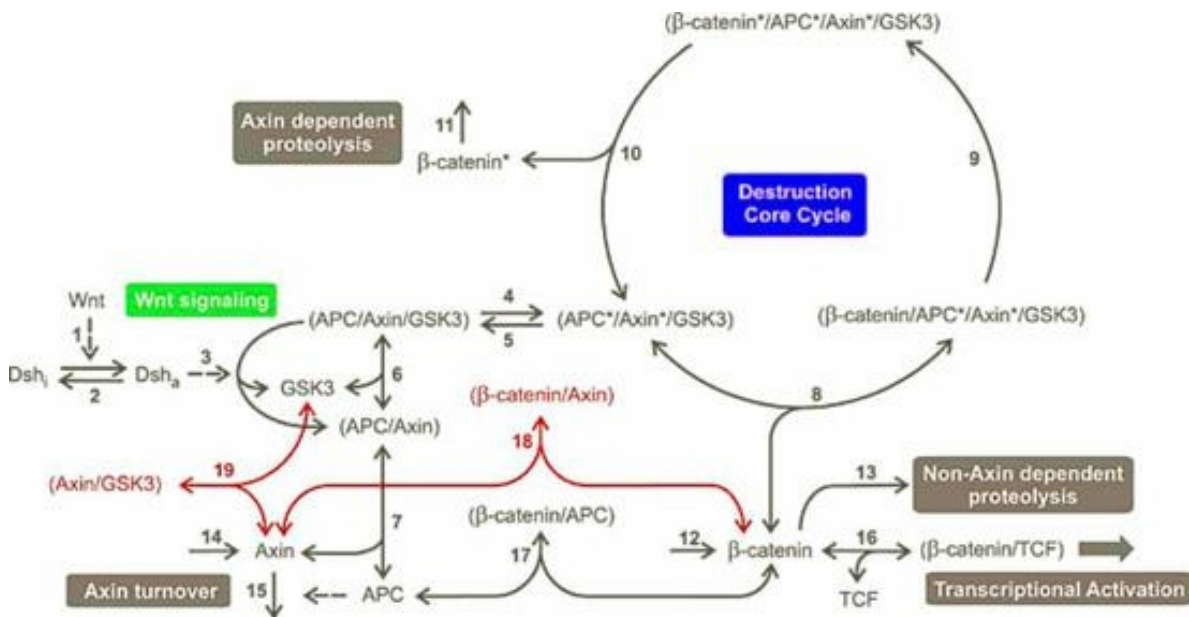 (β-catenin*/APC*/Axin*/GSK3)
Axin dependent
proteolysis
11
β-catenin*
10
9
Destruction
Core Cycle
Wnt
Wnt signaling
1
(APC/Axin/GSK3)
4
5
(APC*/Axin*/GSK3)
(β-catenin/APC*/Axin*/GSK3)
Dshi
2
Dsha
3
GSK3
6
(β-catenin/Axin)
8
(APC/Axin)
18
(Axin/GSK3)
19
13
Non-Axin dependent
proteolysis
7
(β-catenin/APC)
14
Axin
17
12
β-catenin
16
(β-catenin/TCF)
Axin turnover
15
APC
TCF
Transcriptional Activation